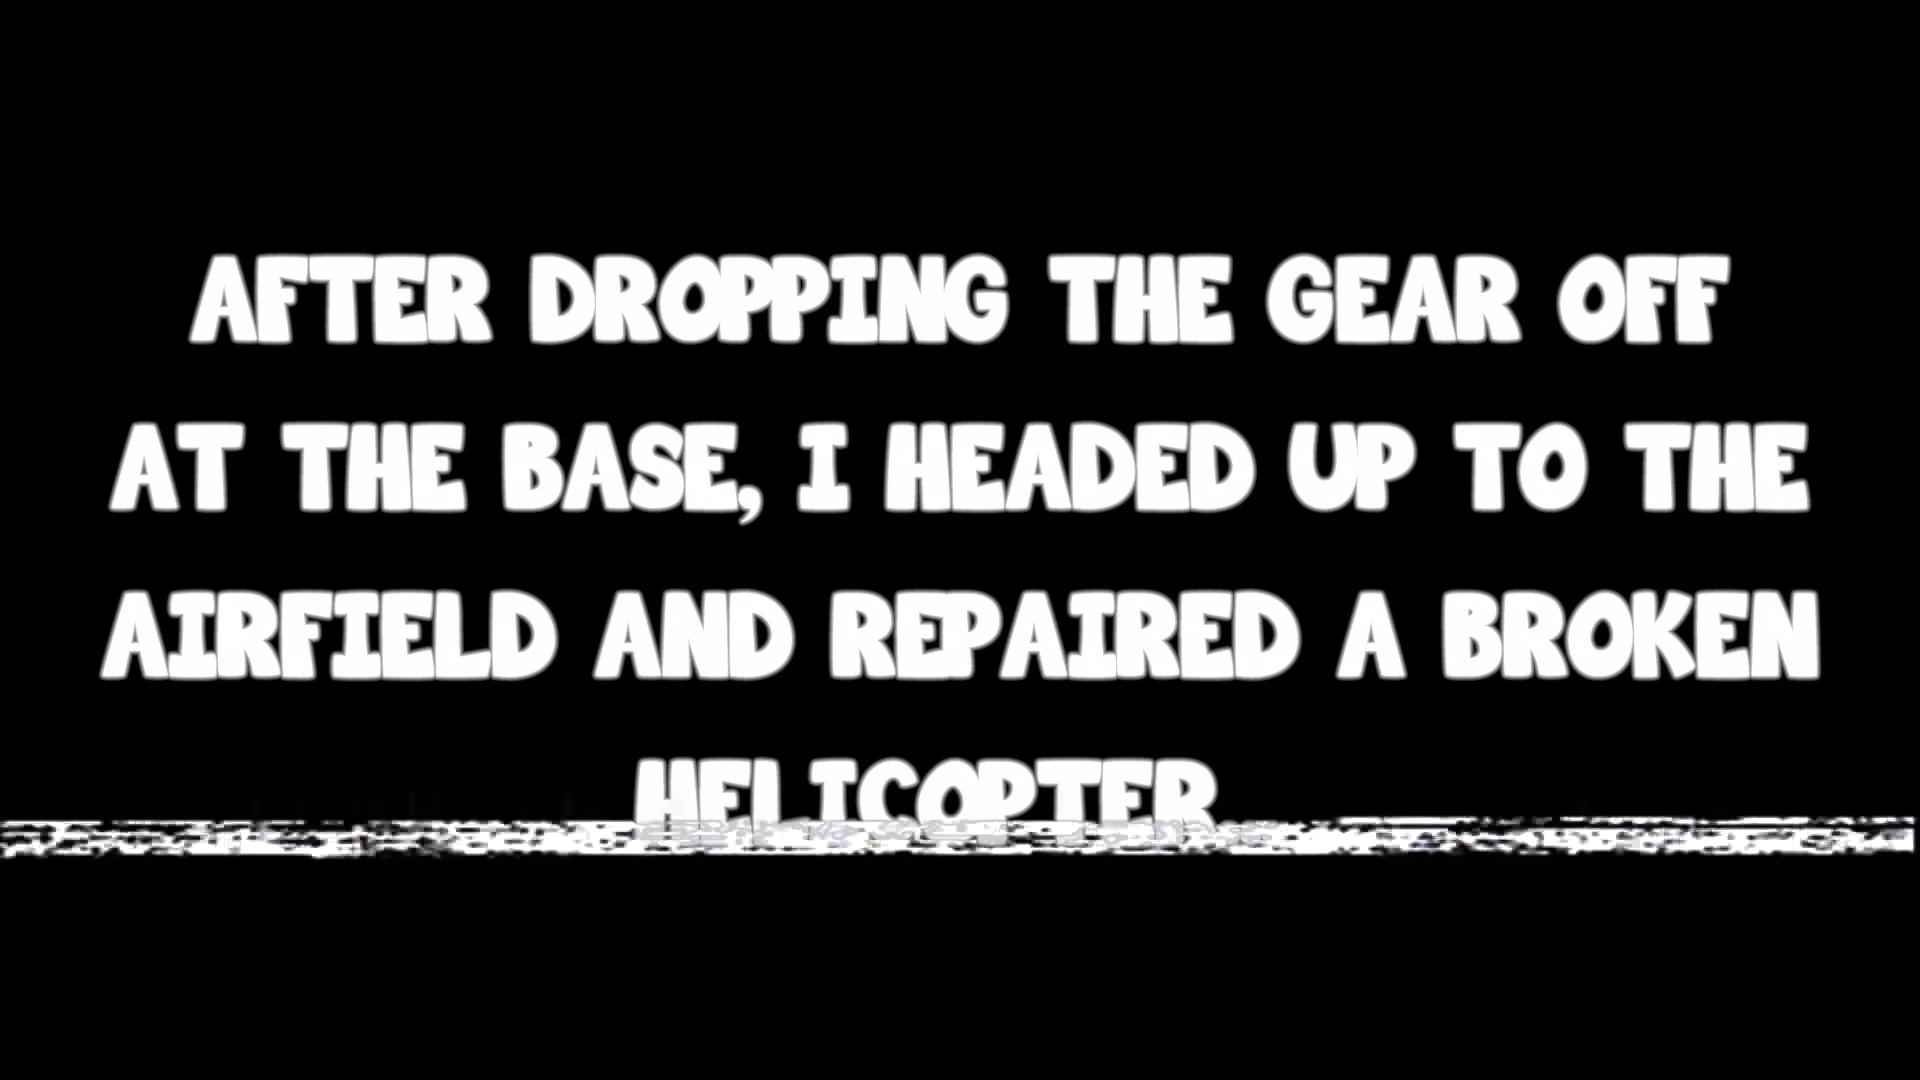 AFTER DROPPING THE GEAR OFF
AT THE BASE, I HEADED UP TO THE
AIRFIELD AND REPAIRED A BROKEN
HELICOPTER.